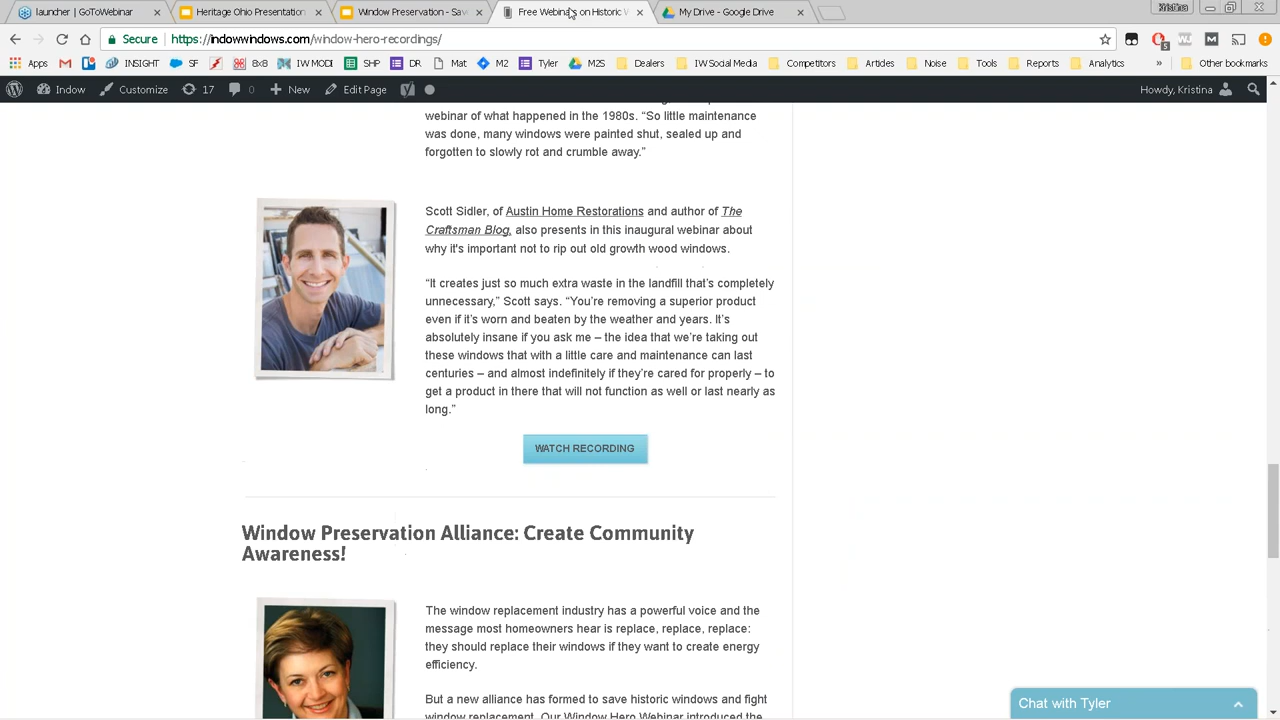 launcher | GoToWebinar
Heritage Ohio Presentation
Window Preservation - Sav
Free Webinars on Historic W
My Drive - Google Drive
Kristina
Secure
https://indowwindows.com/window-hero-recordings/
Apps
INSIGHT
SF
BxB
IW MODI
SHP
DR
Mat
M2
Tyler
M2S
Dealers
IW Social Media
Competitors
Articles
Noise
Tools
Reports
Analytics
»
Other bookmarks
Indow
Customize
17
0
New
Edit Page
Howdy, Kristina
webinar of what happened in the 1980s. “So little maintenance
was done, many windows were painted shut, sealed up and
forgotten to slowly rot and crumble away.”
Scott Sidler, of Austin Home Restorations and author of The
Craftsman Blog, also presents in this inaugural webinar about
why it's important not to rip out old growth wood windows.
“It creates just so much extra waste in the landfill that’s completely
unnecessary,” Scott says. “You’re removing a superior product
even if it’s worn and beaten by the weather and years. It’s
absolutely insane if you ask me – the idea that we’re taking out
these windows that with a little care and maintenance can last
centuries – and almost indefinitely if they’re cared for properly – to
get a product in there that will not function as well or last nearly as
long.”
WATCH RECORDING
Window Preservation Alliance: Create Community
Awareness!
The window replacement industry has a powerful voice and the
message most homeowners hear is replace, replace, replace:
they should replace their windows if they want to create energy
efficiency.
But a new alliance has formed to save historic windows and fight
window replacement. Our Window Hero Webinar introduced the
Chat with Tyler